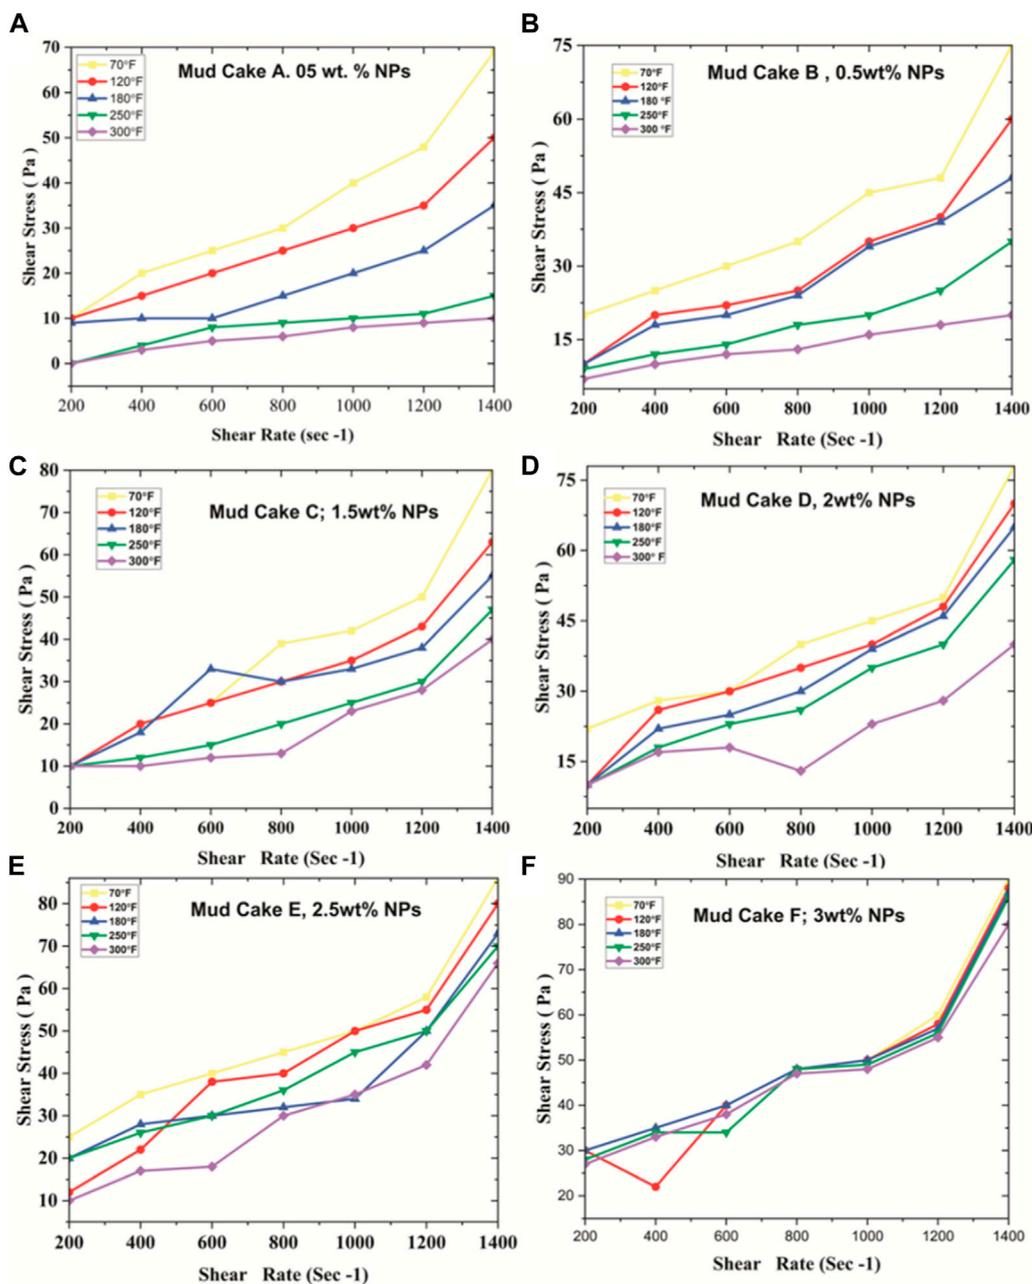 A
Mud Cake A. 05 wt. % NPs
70°F
120°F
180°F
250°F
300°F
70
60
50
40
30
20
10
0
Shear Stress ( Pa )
200 400 600 800 1000 1200 1400
Shear Rate (sec -1)
B
Mud Cake B , 0.5wt% NPs
70°F
120°F
180 °F
250°F
300 °F
75
60
45
30
15
Shear Stress ( Pa )
200 400 600 800 1000 1200 1400
Shear Rate (Sec -1)
C
Mud Cake C; 1.5wt% NPs
70°F
120°F
180°F
250°F
300°F
80
70
60
50
40
30
20
10
0
Shear Stress ( Pa )
200 400 600 800 1000 1200 1400
Shear Rate (Sec -1)
D
Mud Cake D, 2wt% NPs
70°F
120°F
180°F
250°F
300° F
75
60
45
30
15
Shear Stress ( Pa )
200 400 600 800 1000 1200 1400
Shear Rate (Sec -1)
E
Mud Cake E, 2.5wt% NPs
70°F
120°F
180°F
250°F
300°F
80
70
60
50
40
30
20
10
Shear Stress ( Pa )
200 400 600 800 1000 1200 1400
Shear Rate (Sec -1)
F
Mud Cake F; 3wt% NPs
70°F
120°F
180°F
250°F
300°F
90
80
70
60
50
40
30
20
Shear Stress ( Pa )
200 400 600 800 1000 1200 1400
Shear Rate (Sec -1)